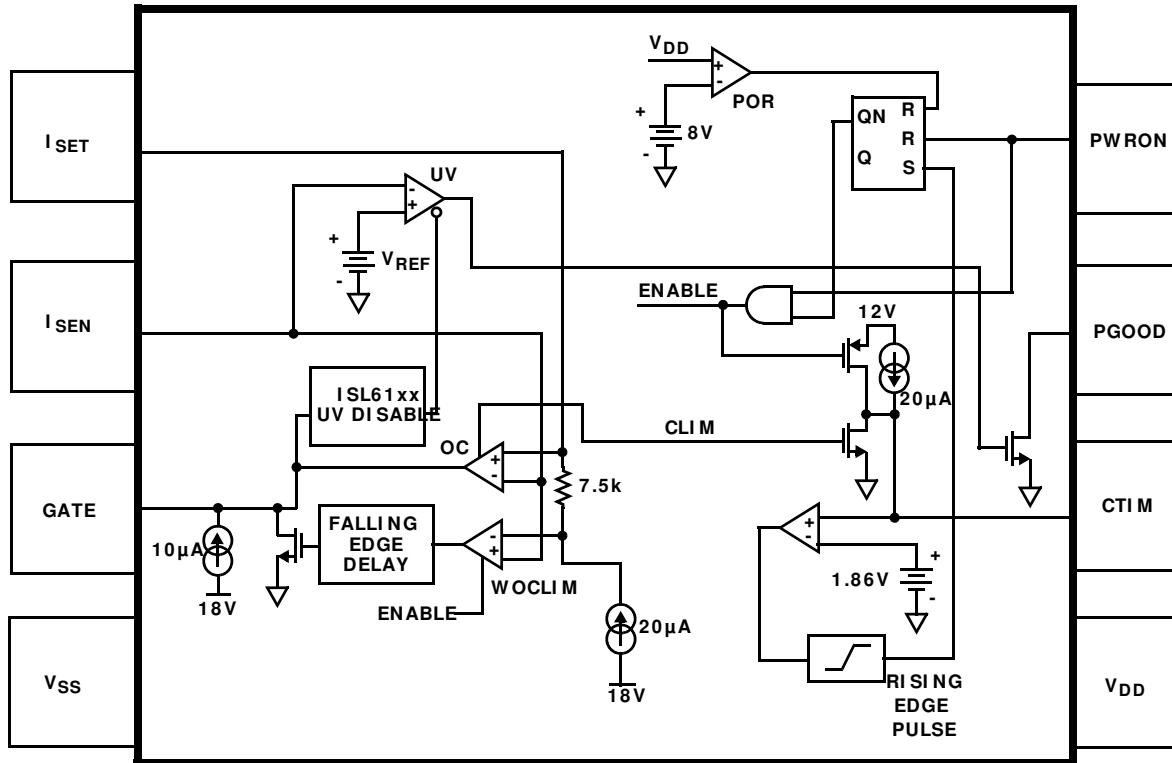 VDD
+
-
POR
+
8V
-
QN
R
R
Q
S
PWRON
ISET
UV
-
+
+
VREF
-
ENABLE
12V
20µA
PGOOD
ISEN
ISL61xx
UV DISABLE
OC
CLIM
+
-
7.5k
GATE
10µA
18V
FALLING
EDGE
DELAY
-
+
WOCLIM
ENABLE
20µA
18V
+
-
1.86V
+
-
CTIM
RISING
EDGE
PULSE
VSS
VDD